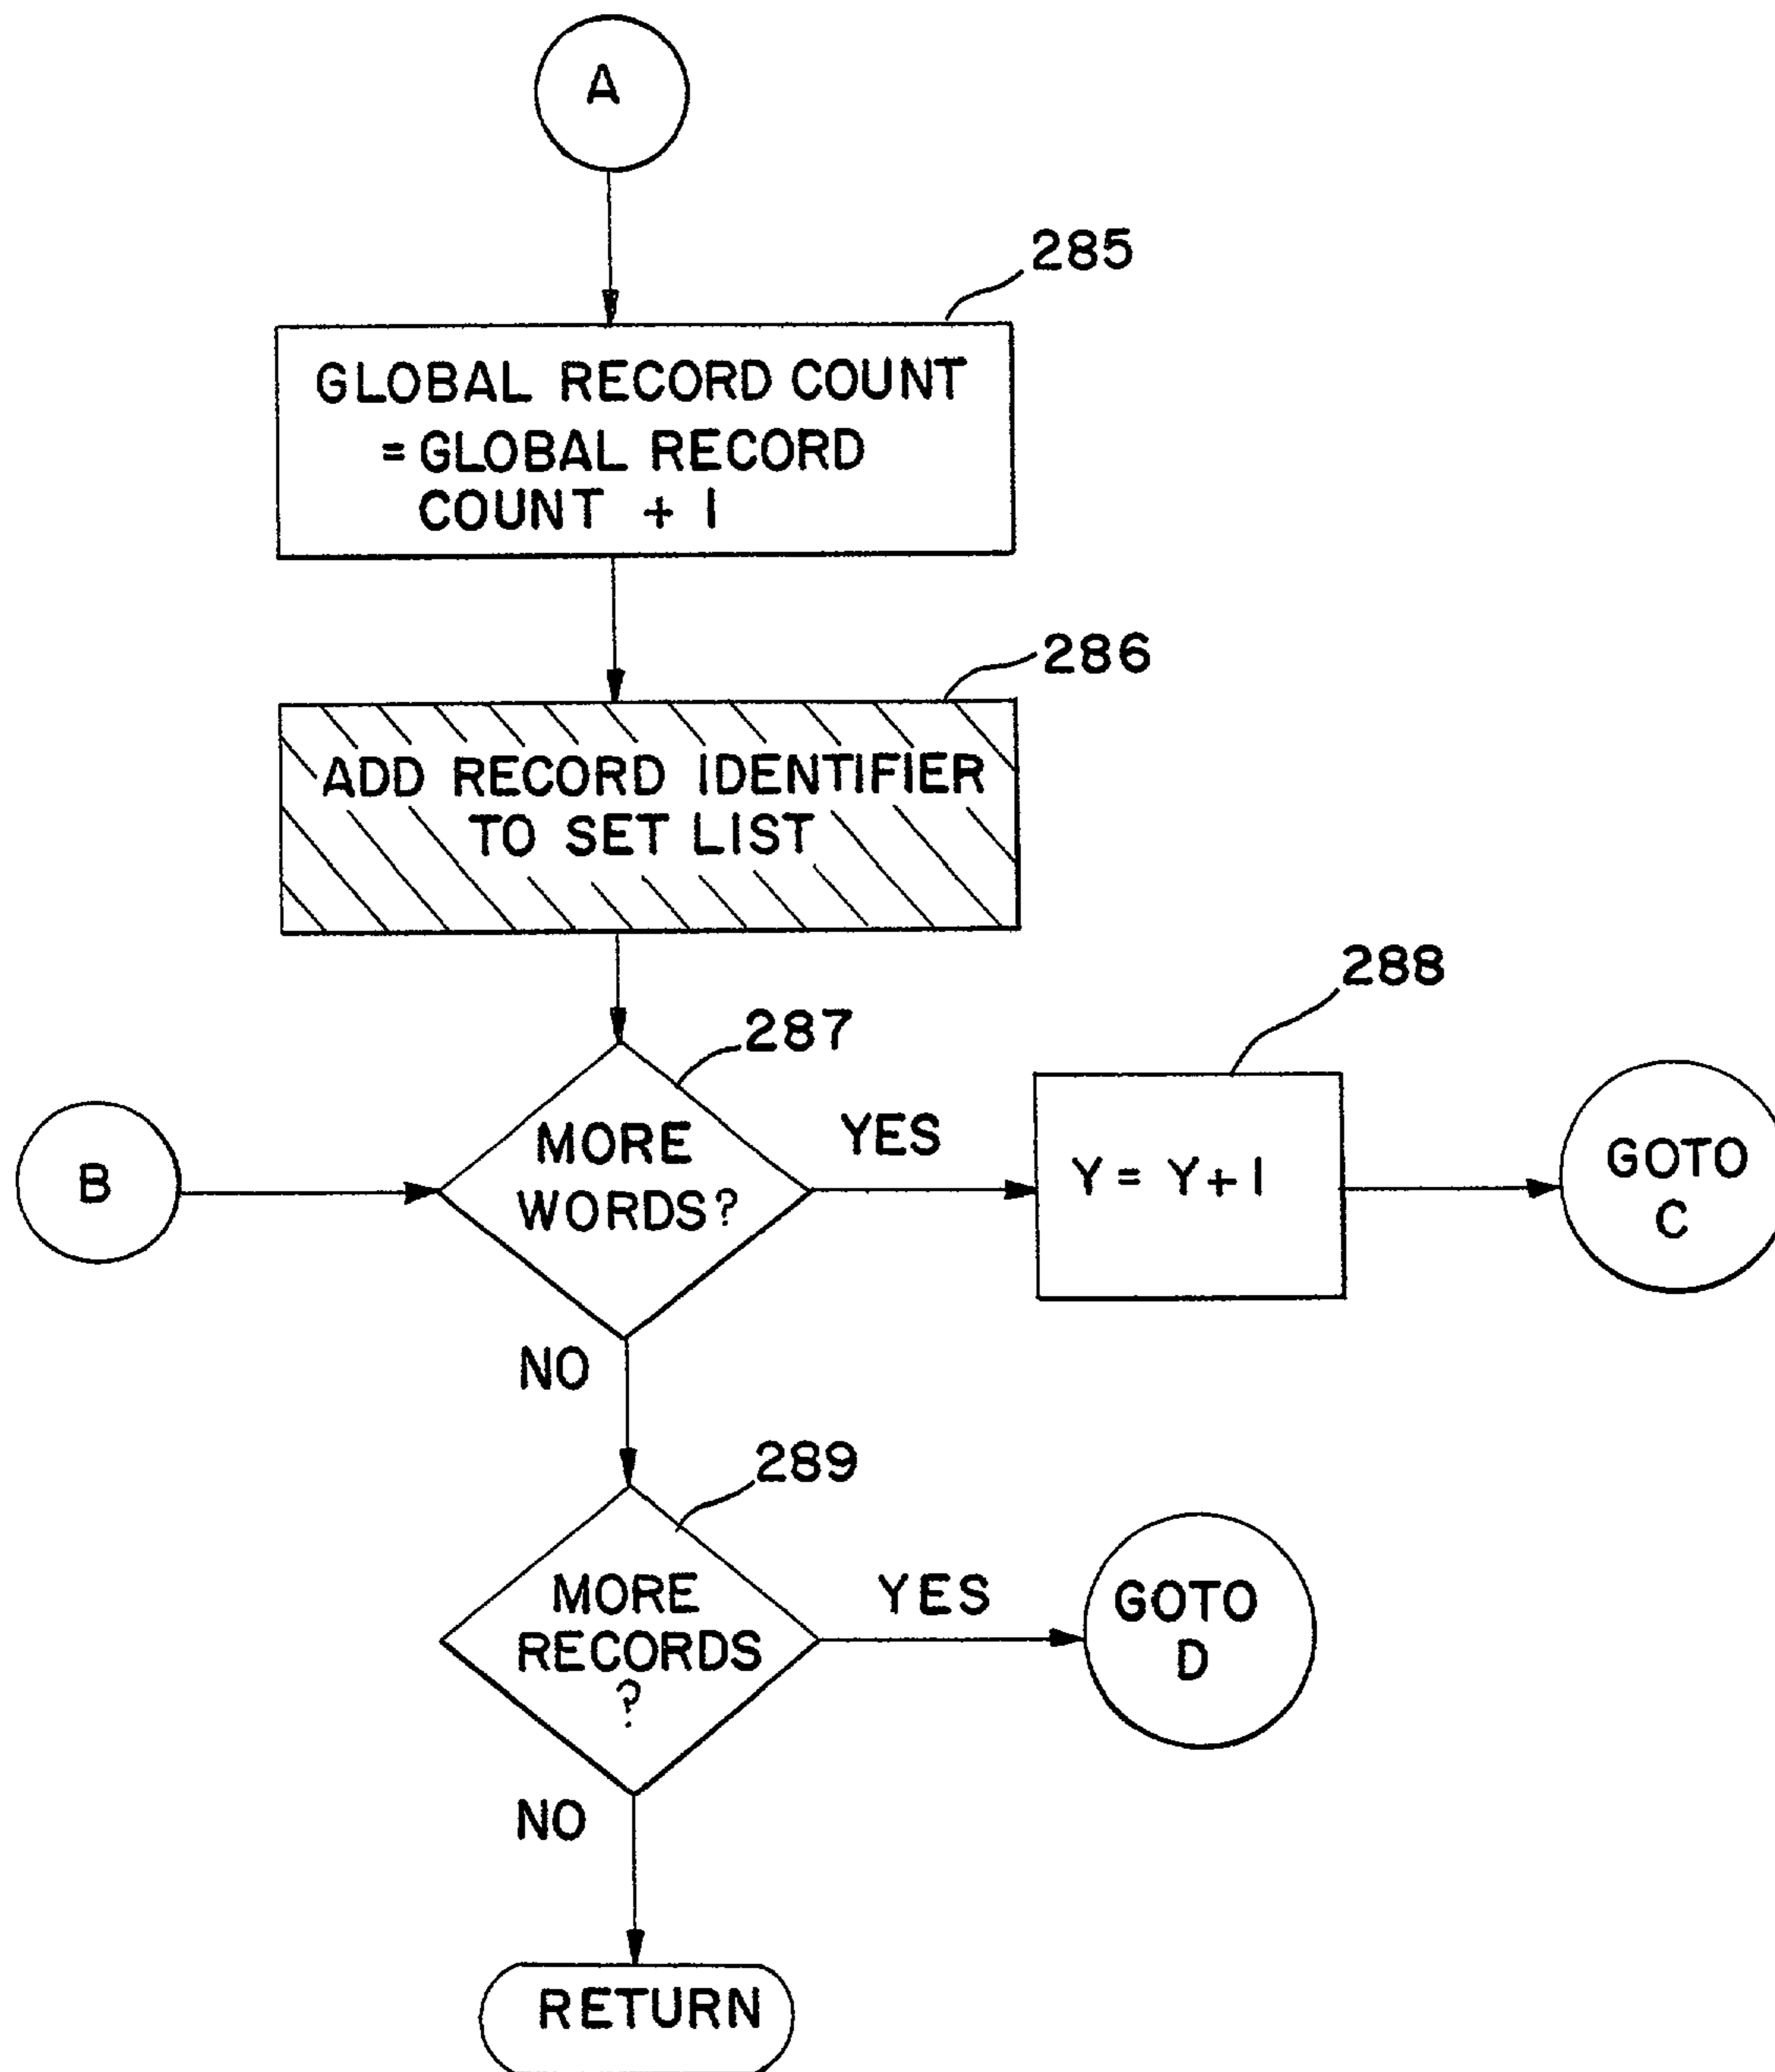 A
285
GLOBAL RECORD COUNT
= GLOBAL RECORD
COUNT + 1
286
ADD RECORD IDENTIFIER
TO SET LIST
287
288
B
MORE
WORDS?
YES
Y = Y+1
GOTO
C
NO
289
MORE
RECORDS
?
YES
GOTO
D
NO
RETURN